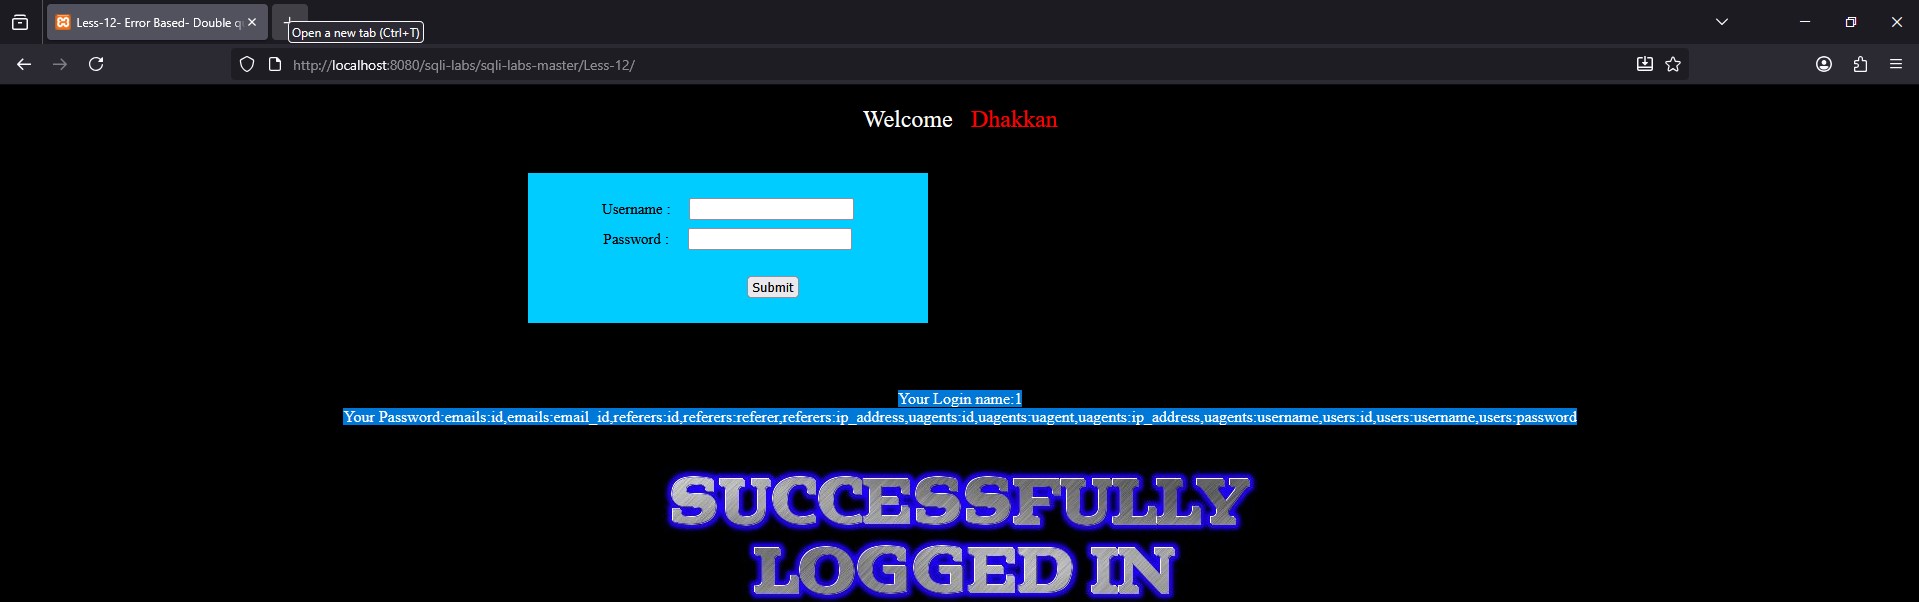 Less-12- Error Based- Double q
Open a new tab (Ctrl+T)
http://localhost:8080/sqli-labs/sqli-labs-master/Less-12/
Welcome Dhakkan
Username :
Password :
Submit
Your Login name:1
Your Password:emails:id,emails:email_id,referers:id,referers:referer,referers:ip_address,uagents:id,uagents:uagent,uagents:ip_address,uagents:username,users:id,users:username,users:password
SUCCESSFULLY
LOGGED IN